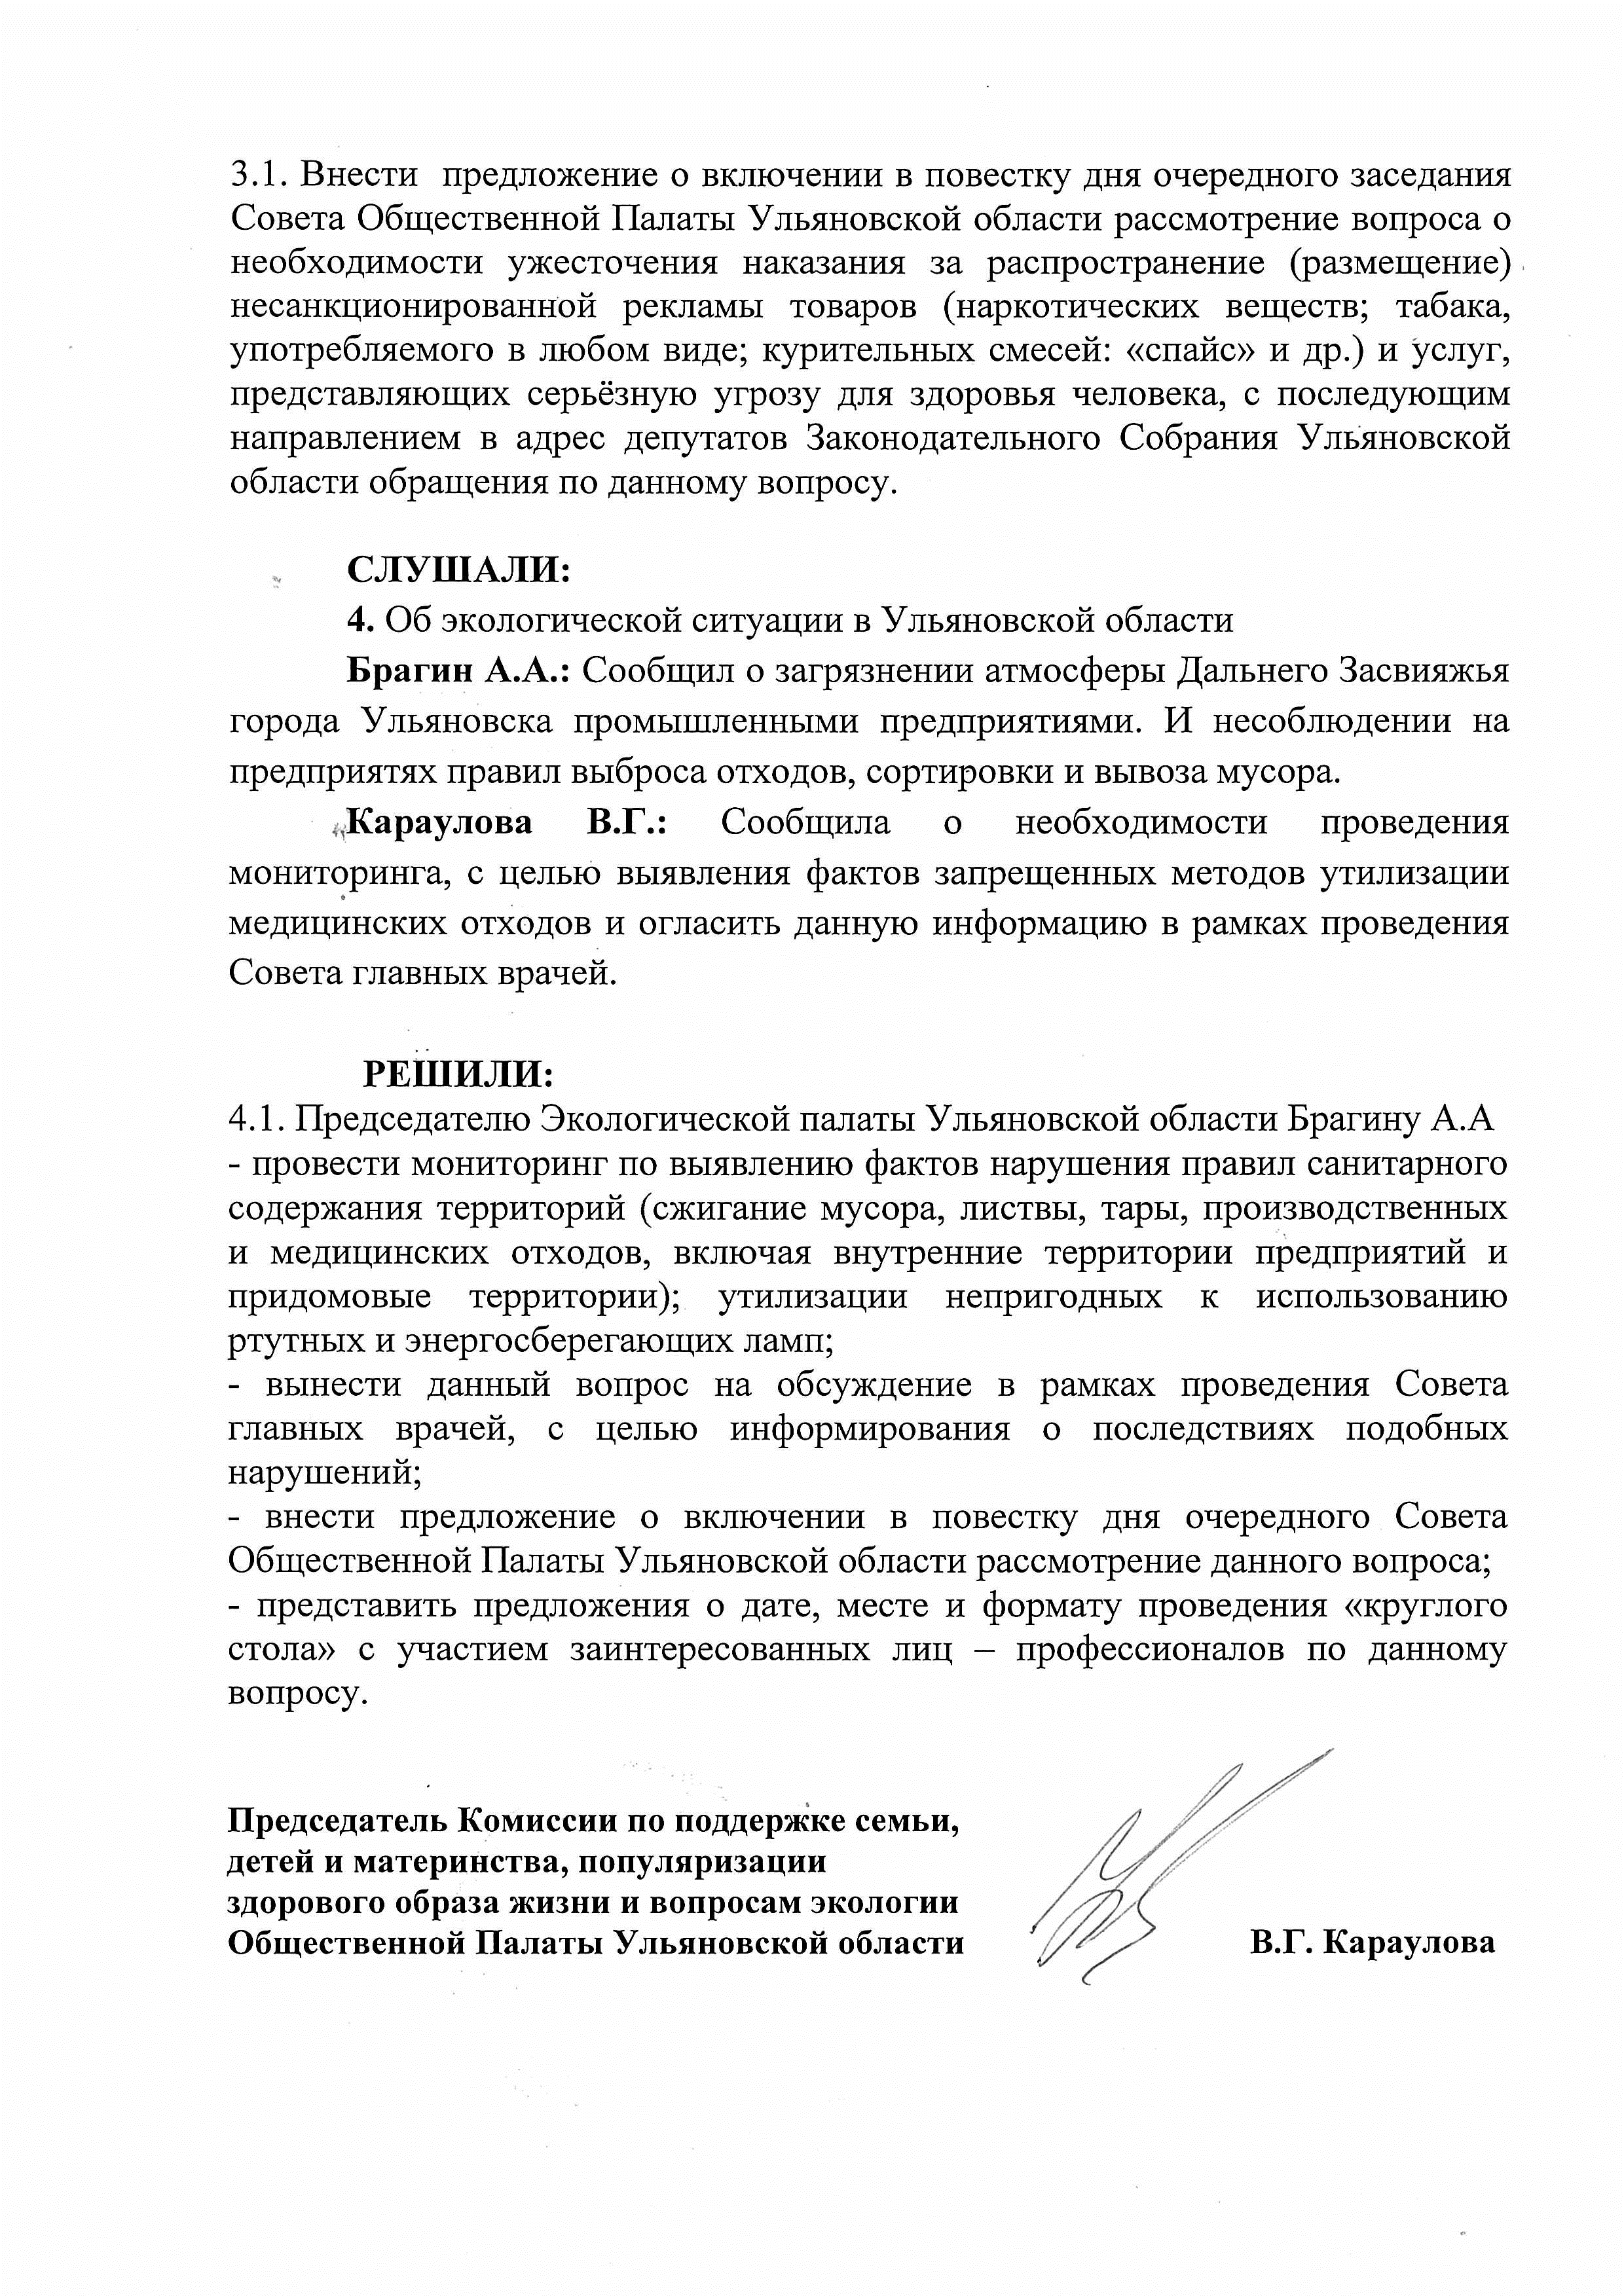 3.1. Внести предложение о включении в повестку дня очередного заседания
Совета Общественной Палаты Ульяновской области рассмотрение вопроса о
необходимости ужесточения наказания за распространение (размещение)
несанкционированной рекламы товаров (наркотических веществ; табака,
употребляемого в любом виде; курительных смесей: «спайс» и др.) и услуг,
представляющих серьёзную угрозу для здоровья человека, с последующим
направлением в адрес депутатов Законодательного Собрания Ульяновской
области обращения по данному вопросу.
СЛУШАЛИ:
4. Об экологической ситуации в Ульяновской области
Брагин А.А.: Сообщил о загрязнении атмосферы Дальнего Засвияжья
города Ульяновска промышленными предприятиями. И несоблюдении на
предприятях правил выброса отходов, сортировки и вывоза мусора.
Караулова В.Г.: Сообщила о необходимости проведения
мониторинга, с целью выявления фактов запрещенных методов утилизации
медицинских отходов и огласить данную информацию в рамках проведения
Совета главных врачей.
РЕШИЛИ:
4.1. Председателю Экологической палаты Ульяновской области Брагину А.А
- провести мониторинг по выявлению фактов нарушения правил санитарного
содержания территорий (сжигание мусора, листвы, тары, производственных
и медицинских отходов, включая внутренние территории предприятий и
придомовые территории); утилизации непригодных к использованию
ртутных и энергосберегающих ламп;
- вынести данный вопрос на обсуждение в рамках проведения Совета
главных врачей, с целью информирования о последствиях подобных
нарушений;
- внести предложение о включении в повестку дня очередного Совета
Общественной Палаты Ульяновской области рассмотрение данного вопроса;
- представить предложения о дате, месте и формату проведения «круглого
стола» с участием заинтересованных лиц – профессионалов по данному
вопросу.
Председатель Комиссии по поддержке семьи,
детей и материнства, популяризации
здорового образа жизни и вопросам экологии
Общественной Палаты Ульяновской области В.Г. Караулова